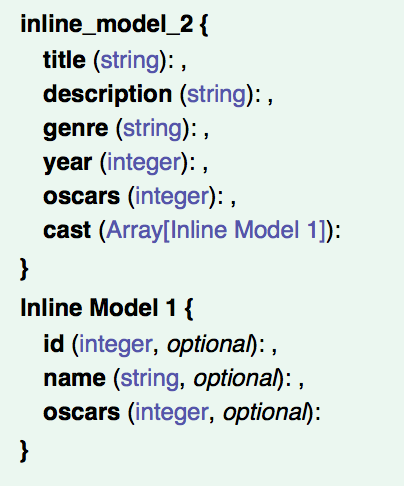 inline_model_2 {
title (string): ,
description (string): ,
genre (string): ,
year (integer): ,
oscars (integer): ,
cast (Array[Inline Model 1]):
}
Inline Model 1 {
id (integer, optional): ,
name (string, optional): ,
oscars (integer, optional):
}